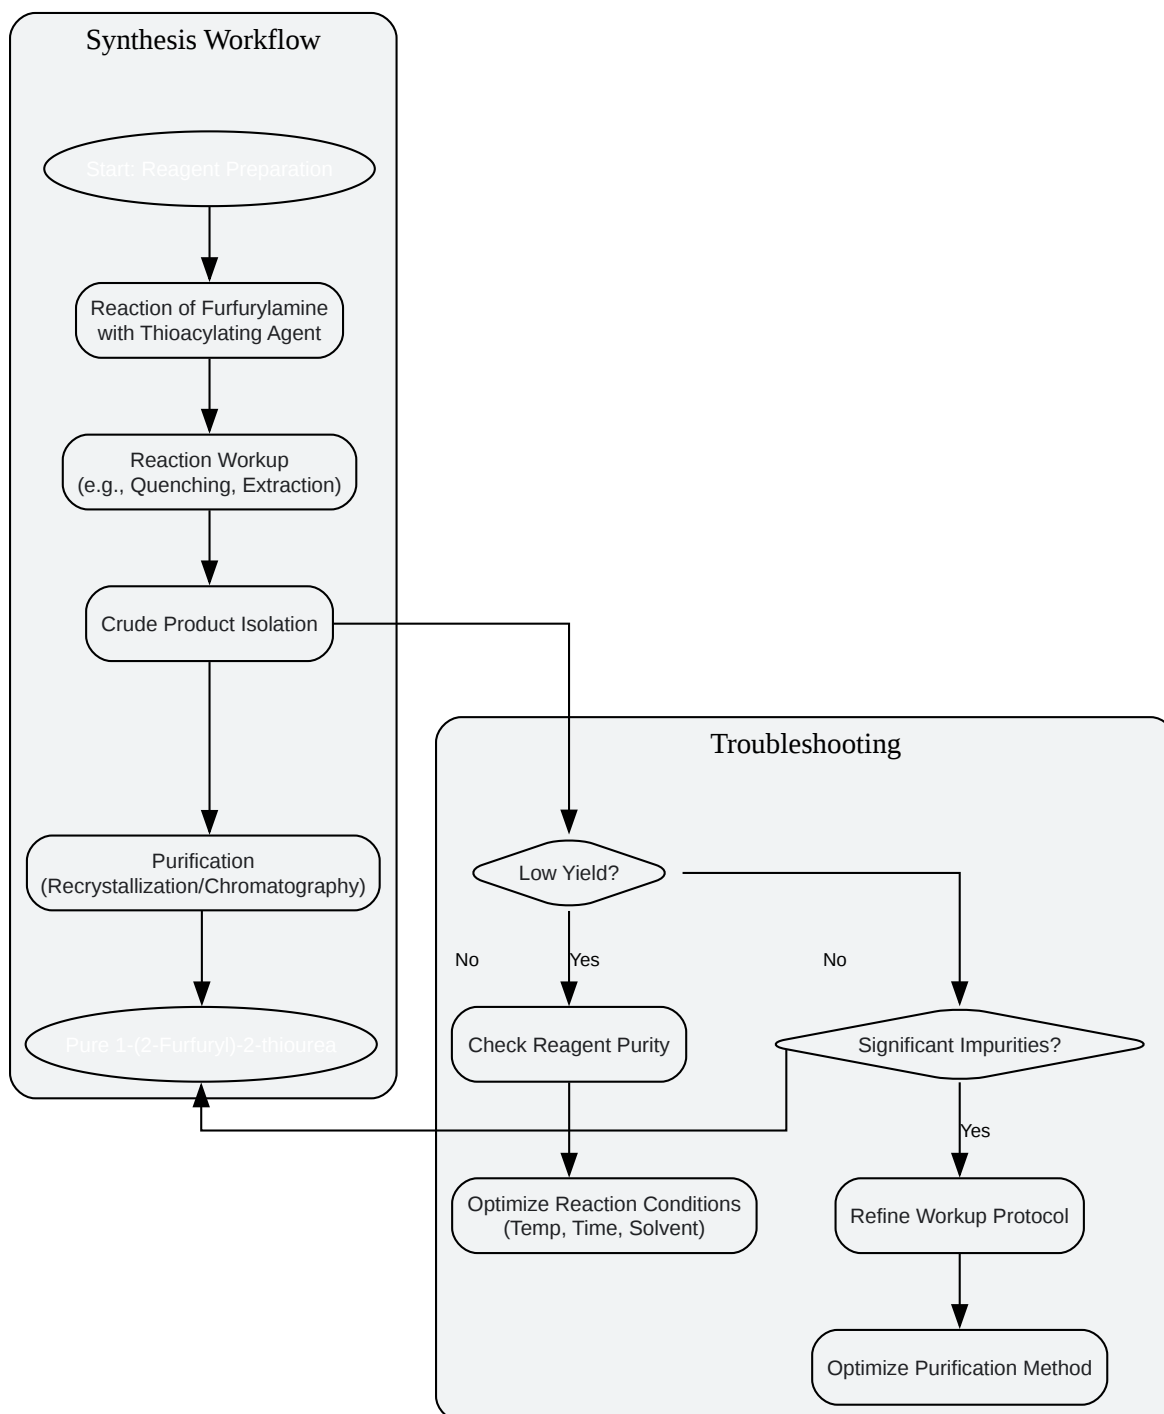 Synthesis Workflow
Start: Reagent Preparation
Reaction of Furfurylamine
with Thioacylating Agent
Reaction Workup
(e.g., Quenching, Extraction)
Crude Product Isolation
Purification
(Recrystallization/Chromatography)
Pure 1-(2-Furfuryl)-2-thiourea
Troubleshooting
Low Yield?
No
Yes
No
Check Reagent Purity
Significant Impurities?
Yes
Optimize Reaction Conditions
(Temp, Time, Solvent)
Refine Workup Protocol
Optimize Purification Method